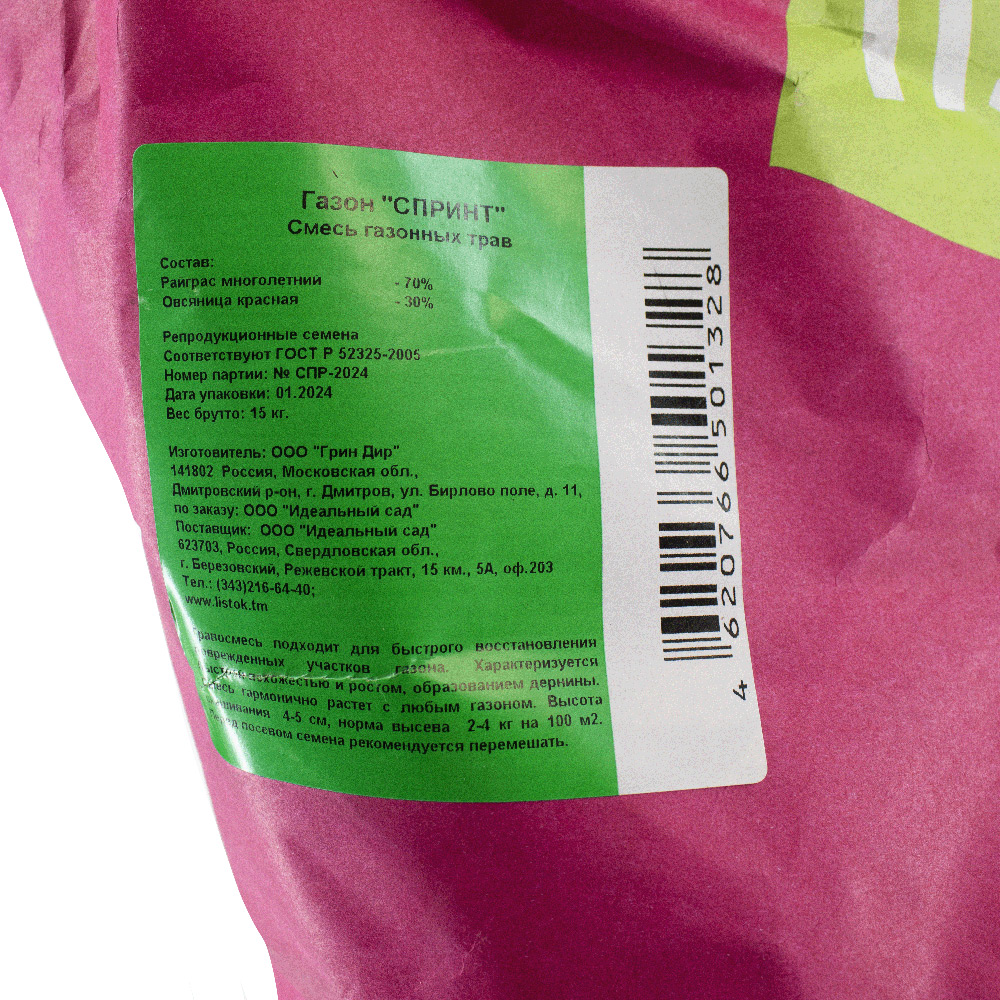 Газон "СПРИНТ"
Смесь газонных трав
Состав:
Райграс многолетний - 70%
Овсяница красная - 30%
Репродукционные семена
Соответствуют ГОСТ Р 52325-2005
Номер партии: № СПР-2024
Дата упаковки: 01.2024
Вес брутто: 15 кг.
Изготовитель: ООО "Грин Дир"
141802 Россия, Московская обл.,
Дмитровский р-он, г. Дмитров, ул. Бирлово поле, д. 11,
по заказу: ООО "Идеальный сад"
Поставщик: ООО "Идеальный сад"
623703, Россия, Свердловская обл.,
г. Березовский, Режевской тракт, 15 км., 5А, оф.203
Тел.: (343)216-64-40;
www.listok.tm
равосмесь подходит для быстрого восстановления
врежденных участков газона. Характеризуется
и ростом, образованием дернины.
месь гармонично растет с любым газоном. Высота
4-5 см, норма высева 2-4 кг на 100 м2.
Перед посевом семена рекомендуется перемешать.
4 620766 501328